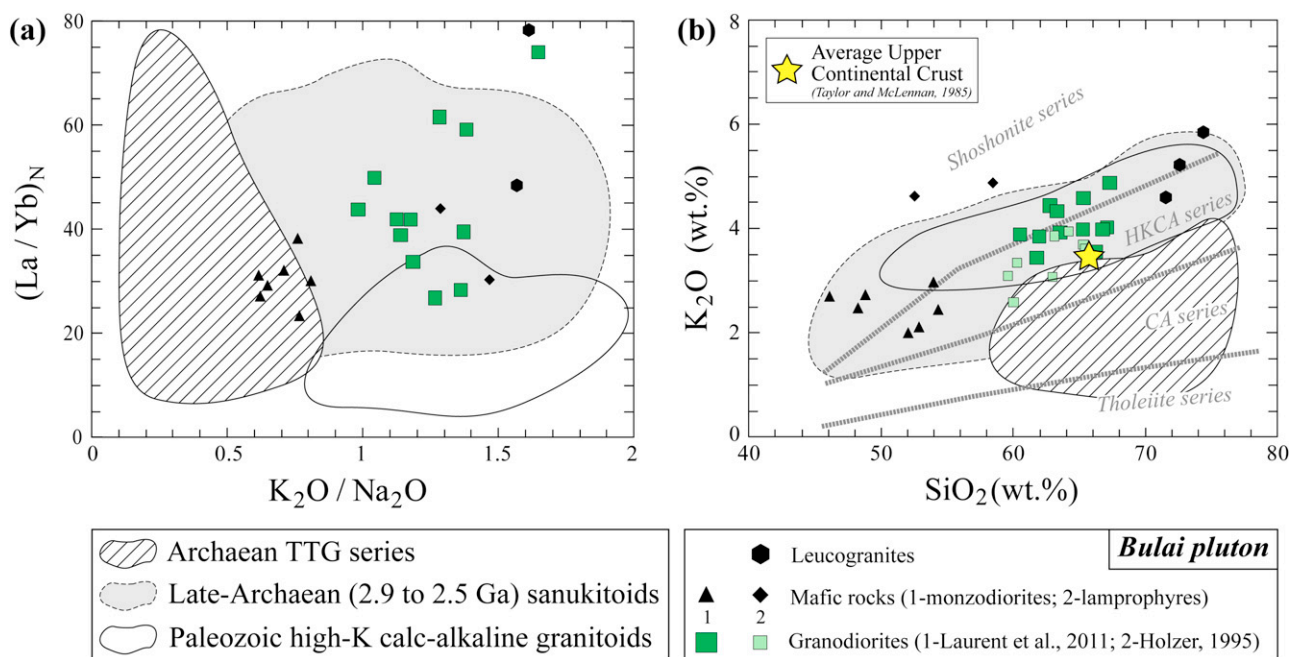 (a)
80
60
40
20
0
(La / Yb)N
0
0.5
1
1.5
2
K2O / Na2O
(b)
8
6
4
2
0
K2O (wt.%)
Average Upper
Continental Crust
(Taylor and McLennan, 1985)
Shoshonite series
HKCA series
CA series
Tholeiite series
40
50
60
70
80
SiO2 (wt.%)
Archaean TTG series
Late-Archaean (2.9 to 2.5 Ga) sanukitoids
Paleozoic high-K calc-alkaline granitoids
Bulai pluton
Leucogranites
Mafic rocks (1-monzodiorites; 2-lamprophyres)
1 2
Granodiorites (1-Laurent et al., 2011; 2-Holzer, 1995)